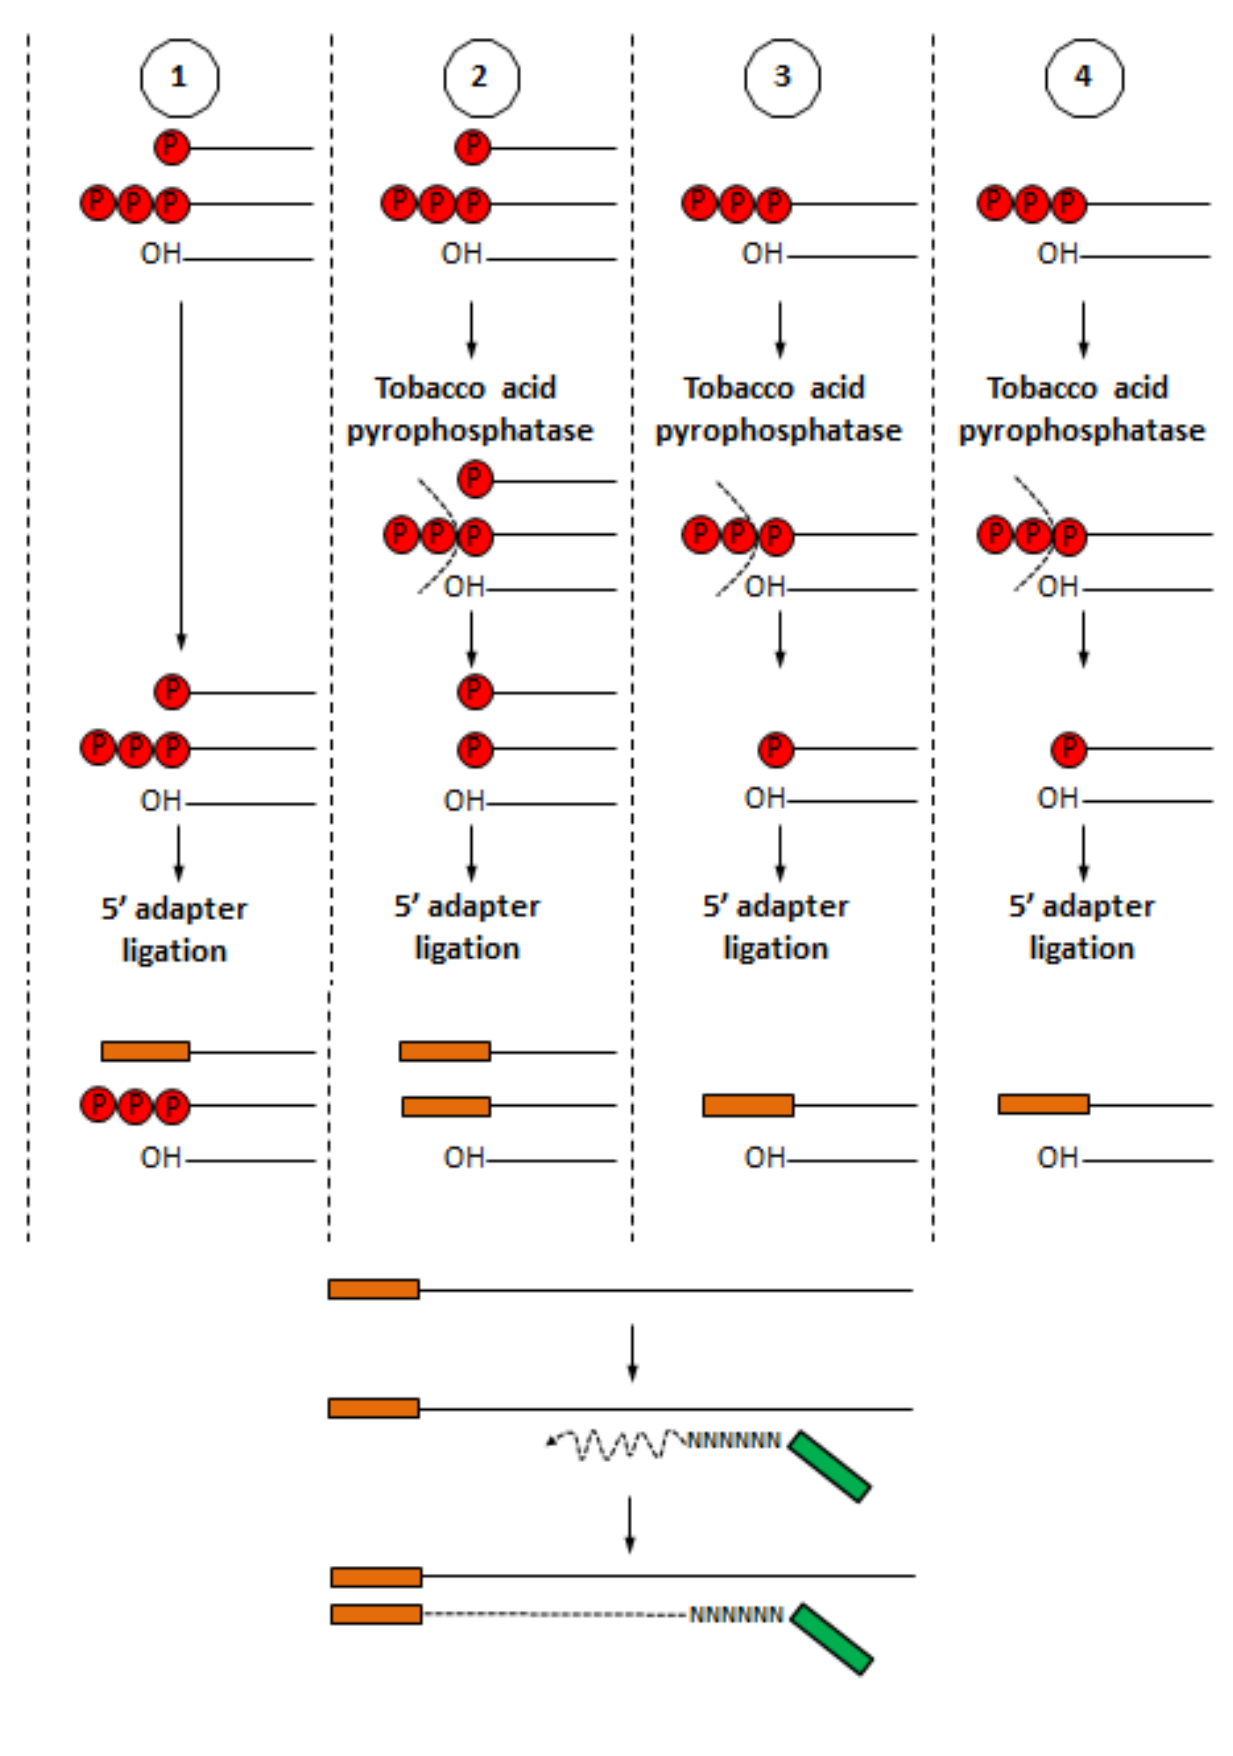 1 2 3 4
P P
P P P P P P P P P P P P
OH OH OH OH
Tobacco acid Tobacco acid Tobacco acid
pyrophosphatase pyrophosphatase pyrophosphatase
P
P P P P P P P P P
OH OH OH
P P
P P P P P P
OH OH OH OH
5’ adapter 5’ adapter 5’ adapter 5’ adapter
ligation ligation ligation ligation
P P P
OH OH OH OH
NNNNNN
NNNNNN